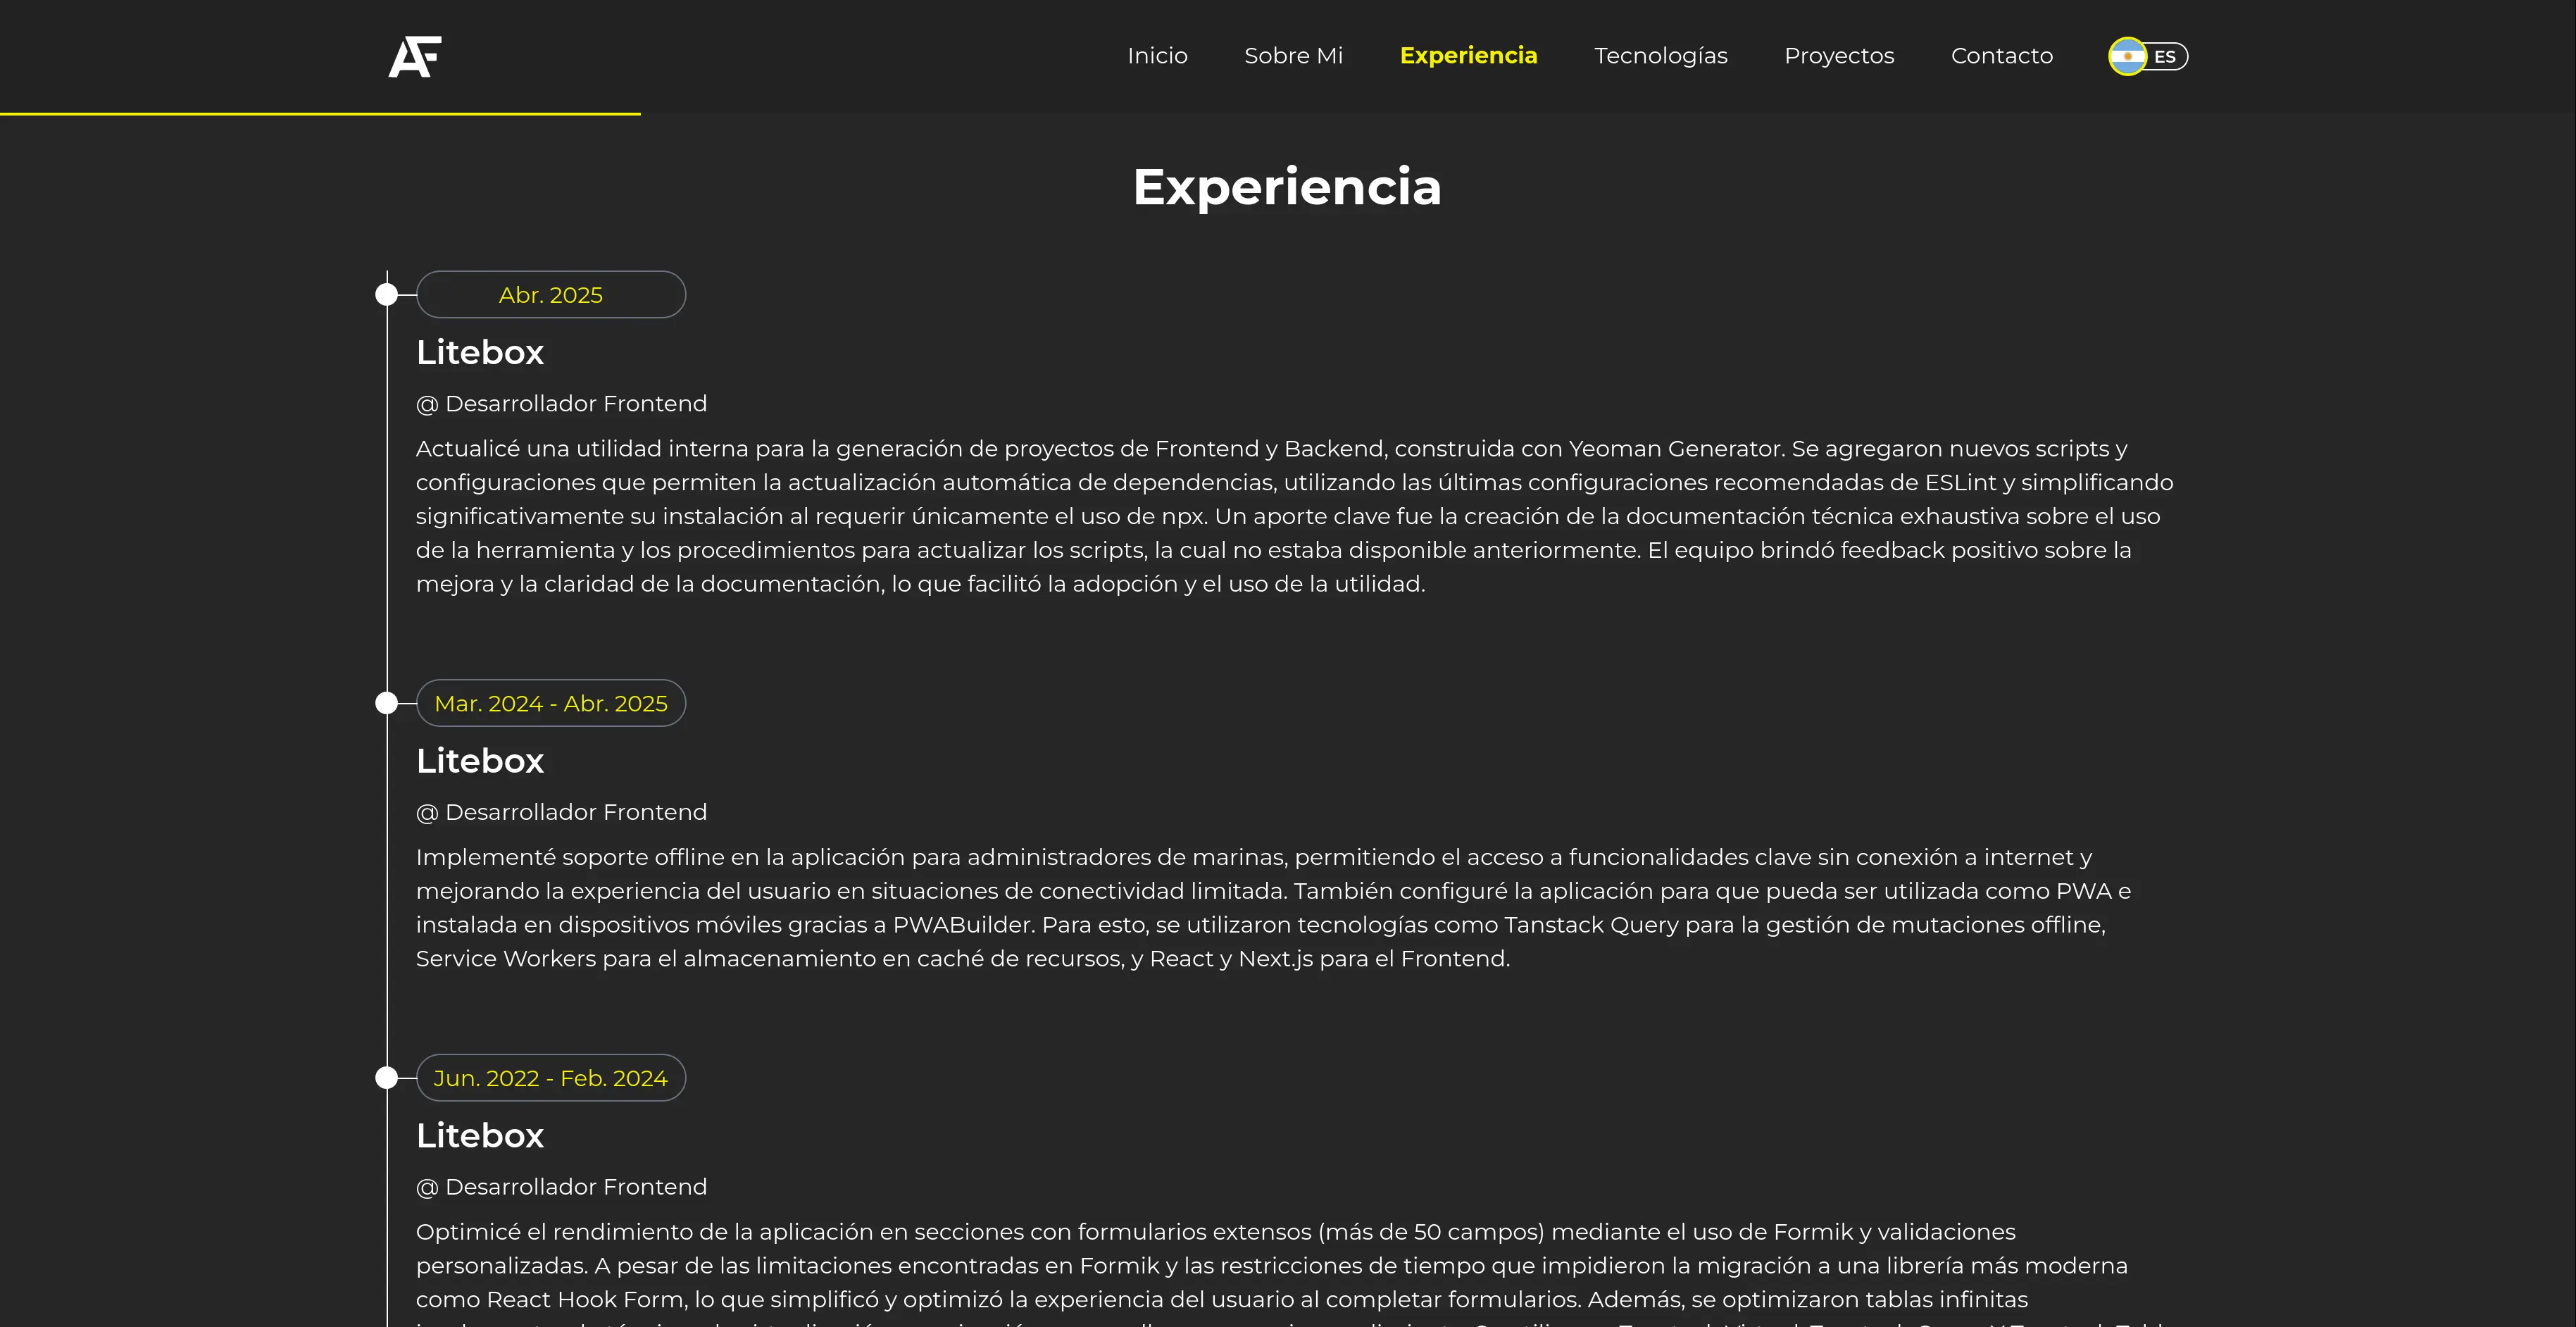 AF
Inicio
Sobre Mi
Experiencia
Tecnologías
Proyectos
Contacto
ES
Experiencia
Abr. 2025
Litebox
@ Desarrollador Frontend
Actualicé una utilidad interna para la generación de proyectos de Frontend y Backend, construida con Yeoman Generator. Se agregaron nuevos scripts y
configuraciones que permiten la actualización automática de dependencias, utilizando las últimas configuraciones recomendadas de ESLint y simplificando
significativamente su instalación al requerir únicamente el uso de npx. Un aporte clave fue la creación de la documentación técnica exhaustiva sobre el uso
de la herramienta y los procedimientos para actualizar los scripts, la cual no estaba disponible anteriormente. El equipo brindó feedback positivo sobre la
mejora y la claridad de la documentación, lo que facilitó la adopción y el uso de la utilidad.
Mar. 2024 - Abr. 2025
Litebox
@ Desarrollador Frontend
Implementé soporte offline en la aplicación para administradores de marinas, permitiendo el acceso a funcionalidades clave sin conexión a internet y
mejorando la experiencia del usuario en situaciones de conectividad limitada. También configuré la aplicación para que pueda ser utilizada como PWA e
instalada en dispositivos móviles gracias a PWABuilder. Para esto, se utilizaron tecnologías como Tanstack Query para la gestión de mutaciones offline,
Service Workers para el almacenamiento en caché de recursos, y React y Next.js para el Frontend.
Jun. 2022 - Feb. 2024
Litebox
@ Desarrollador Frontend
Optimicé el rendimiento de la aplicación en secciones con formularios extensos (más de 50 campos) mediante el uso de Formik y validaciones
personalizadas. A pesar de las limitaciones encontradas en Formik y las restricciones de tiempo que impidieron la migración a una librería más moderna
como React Hook Form, lo que simplificó y optimizó la experiencia del usuario al completar formularios. Además, se optimizaron tablas infinitas